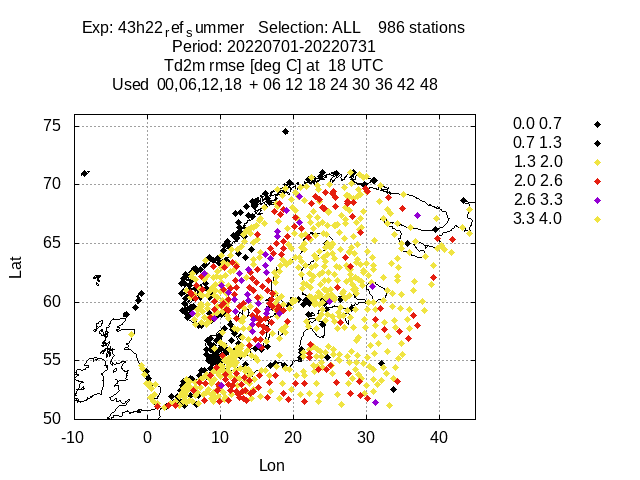 Exp: 43h22refsummer Selection: ALL 986 stations
Period: 20220701-20220731
Td2m rmse [deg C] at 18 UTC
Used 00,06,12,18 + 06 12 18 24 30 36 42 48
0.0 0.7
0.7 1.3
1.3 2.0
2.0 2.6
2.6 3.3
3.3 4.0
75
70
65
60
55
50
Lat
-10 0 10 20 30 40
Lon